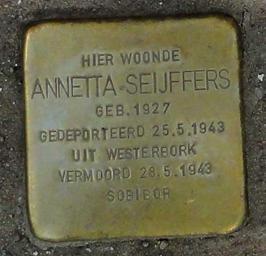 HIER WOONDE
ANNETTA SEIJFFERS
GEB. 1927
GEDEPORTEERD 25.5.1943
UIT WESTERBORK
VERMOORD 28.5.1943
SOBIBOR